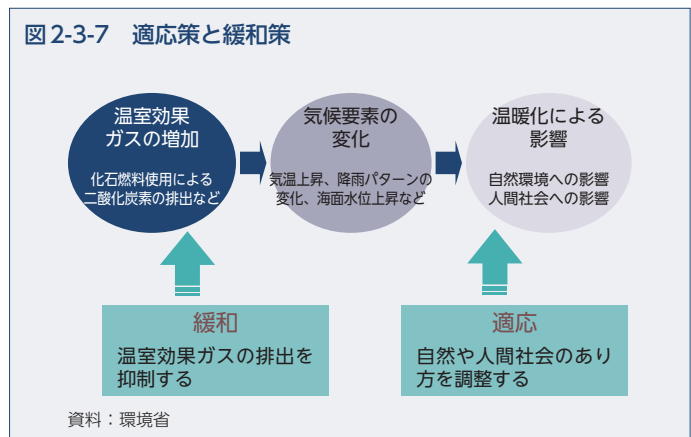 図2-3-7 適応策と緩和策
温室効果
ガスの増加
化石燃料使用による
二酸化炭素の排出など
気候要素の
変化
気温上昇、降雨パターンの
変化、海面水位上昇など
温暖化による
影響
自然環境への影響
人間社会への影響
緩和
温室効果ガスの排出を
抑制する
適応
自然や人間社会のあり
方を調整する
資料：環境省